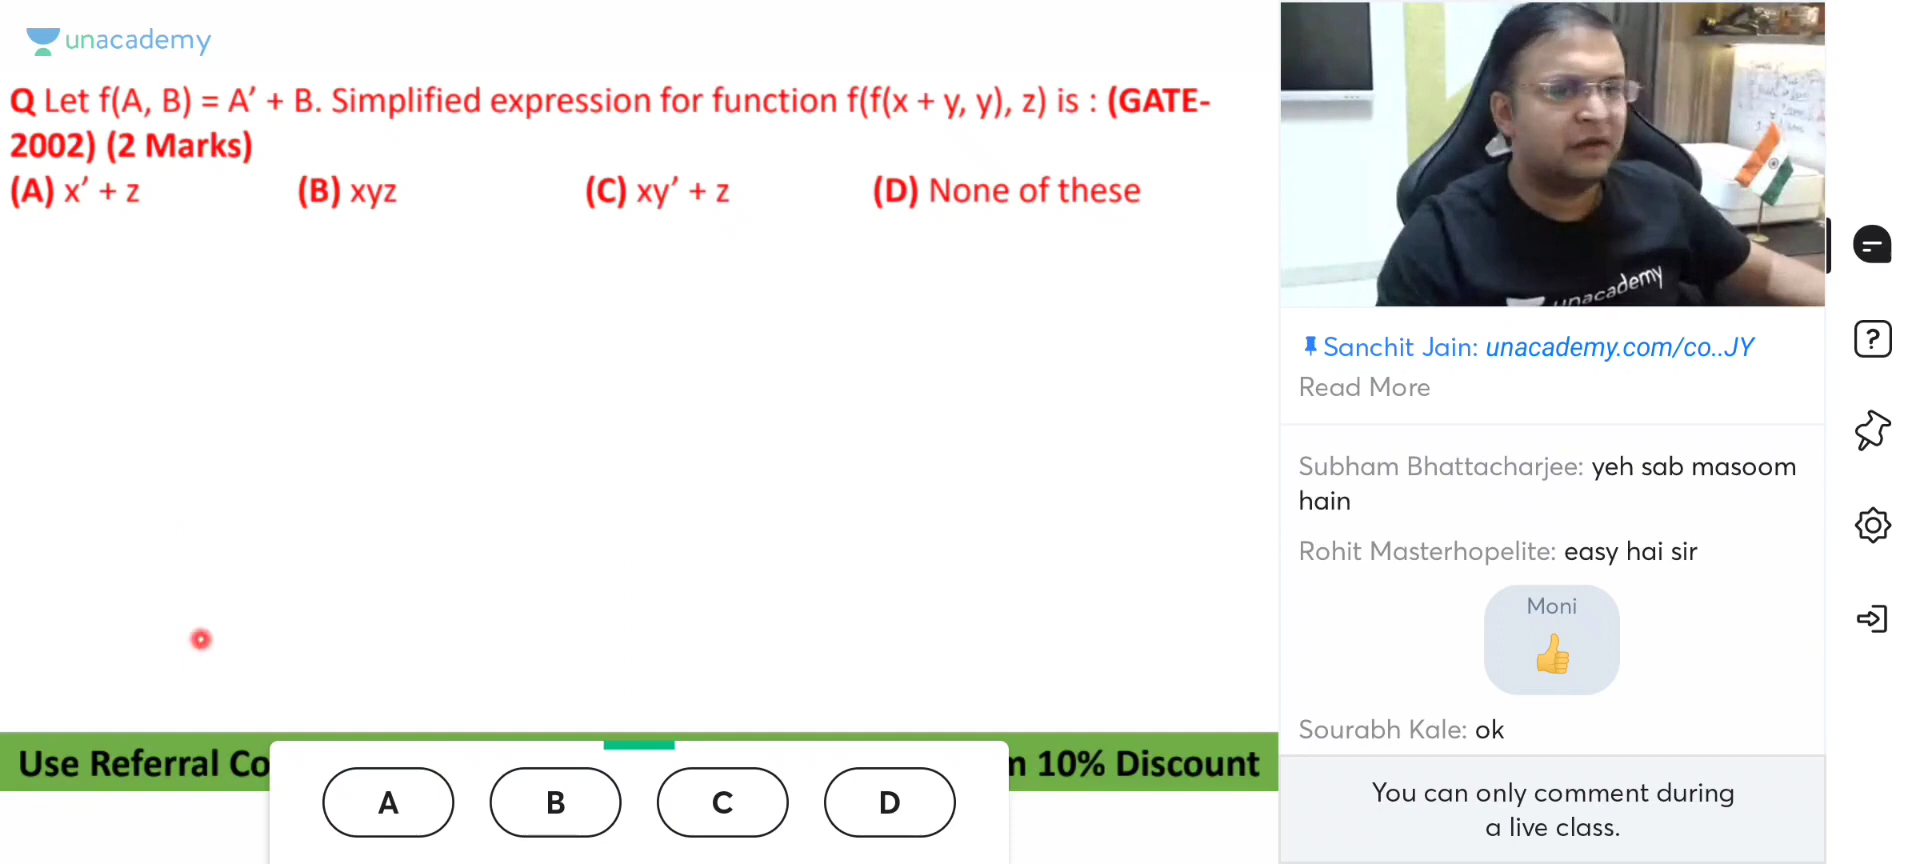 unacademy
Q Let f(A, B) = A′ + B. Simplified expression for function f(f(x + y, y), z) is : (GATE-
2002) (2 Marks)
(A) x′ + z (B) xyz (C) xy′ + z (D) None of these
unacademy
Sanchit Jain: unacademy.com/co..JY
Read More
Subham Bhattacharjee: yeh sab masoom
hain
Rohit Masterhopelite: easy hai sir
Moni
Sourabh Kale: ok
Use Referral Co
10% Discount
A B C D
You can only comment during
a live class.